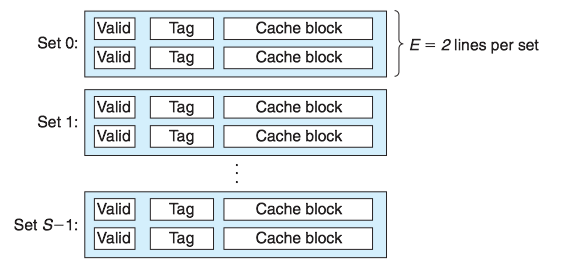 Valid Tag Cache block
Set 0: E = 2 lines per set
Valid Tag Cache block
Valid Tag Cache block
Set 1:
Valid Tag Cache block
Valid Tag Cache block
Set S−1:
Valid Tag Cache block